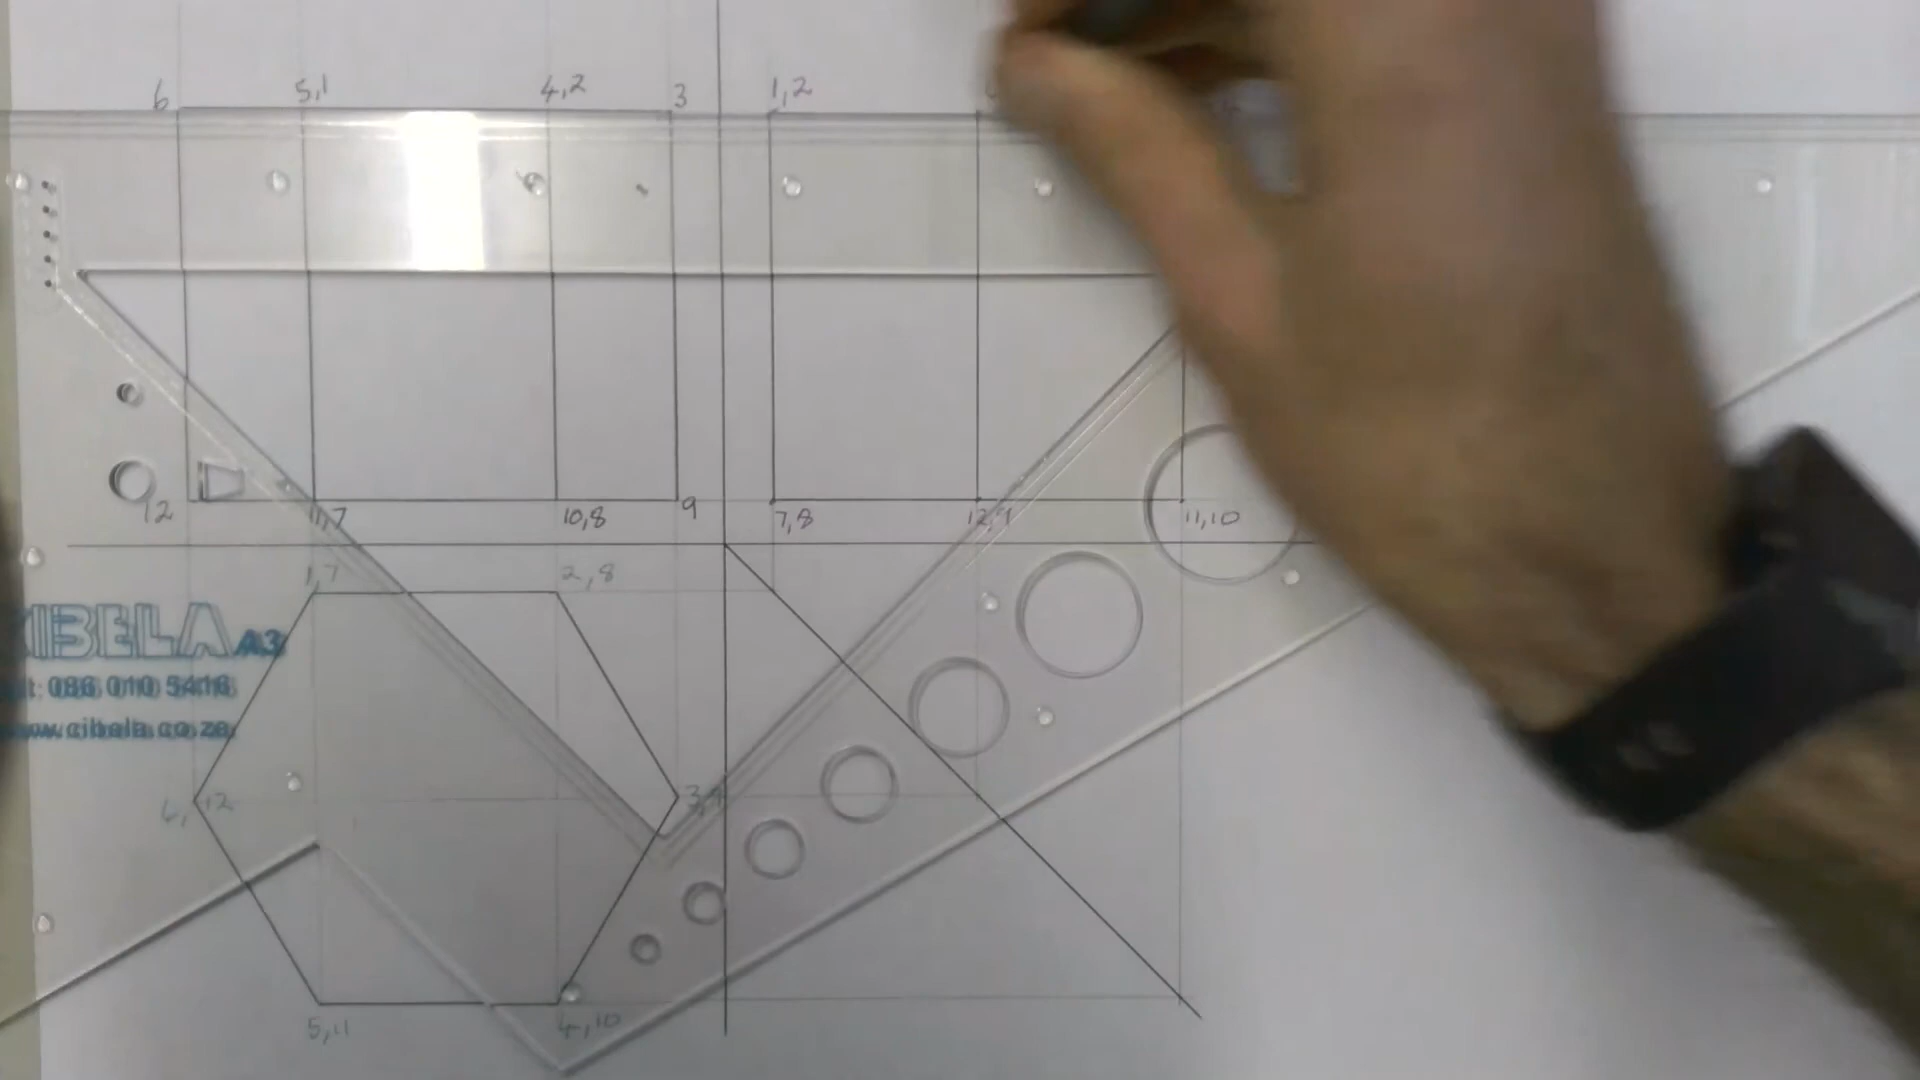 6 5,1 4,2 3 1,2
12 11,7 10,8 9 7,8 12,9 11,10
1,7 2,8
CIBELA A3
086 010 5416
www.cibela.co.za
6,12 3,9
5,11 4,10